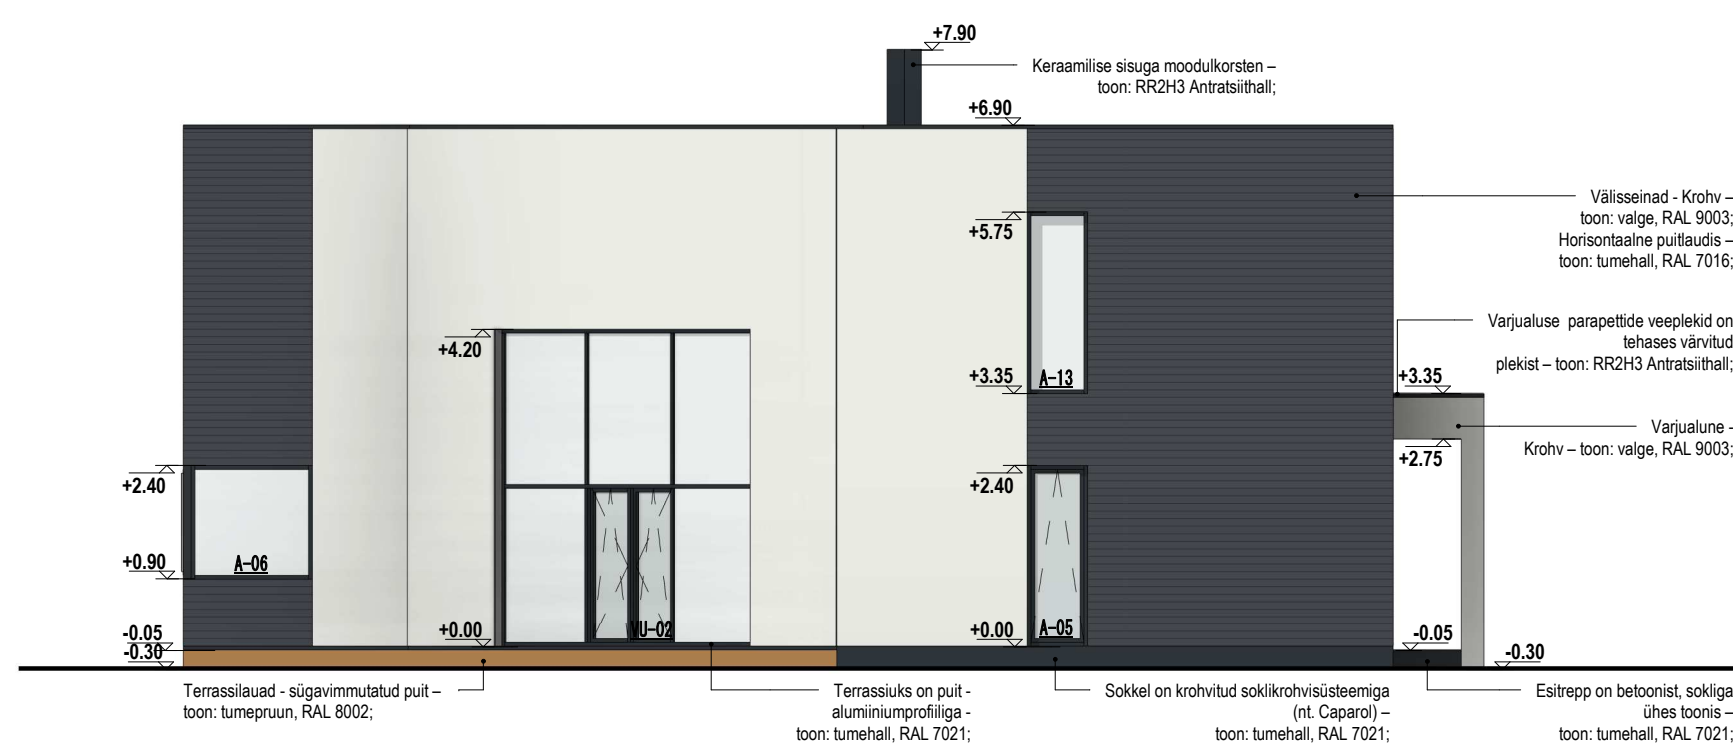 +7.90
Keraamilise sisuga moodulkorsten –
toon: RR2H3 Antratsiithall;
+6.90
Välisseinad - Krohv –
toon: valge, RAL 9003;
Horisontaalne puitlaudis –
toon: tumehall, RAL 7016;
+5.75
Varjualuse parapettide veeplekid on
tehases värvitud
plekist – toon: RR2H3 Antratsiithall;
+4.20
+3.35
A-13
+3.35
Varjualune -
Krohv – toon: valge, RAL 9003;
+2.75
+2.40
+2.40
+0.90
A-06
-0.05
-0.30
+0.00
VU-02
+0.00
A-05
-0.05
-0.30
Terrassilauad - sügavimmutatud puit –
toon: tumepruun, RAL 8002;
Terrassiuks on puit -
alumiiniumprofiiliga -
toon: tumehall, RAL 7021;
Sokkel on krohvitud soklikrohvisüsteemiga
(nt. Caparol) –
toon: tumehall, RAL 7021;
Esitrepp on betoonist, sokliga
ühes toonis –
toon: tumehall, RAL 7021;